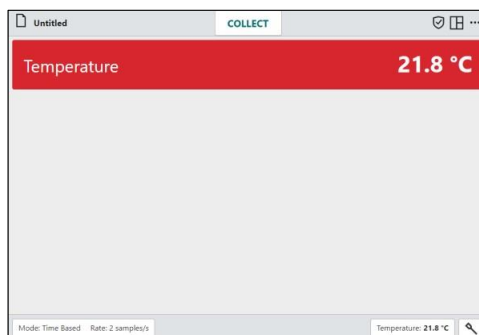 Untitled
COLLECT
Temperature 21.8 °C
Mode: Time Based Rate: 2 samples/s
Temperature: 21.8 °C